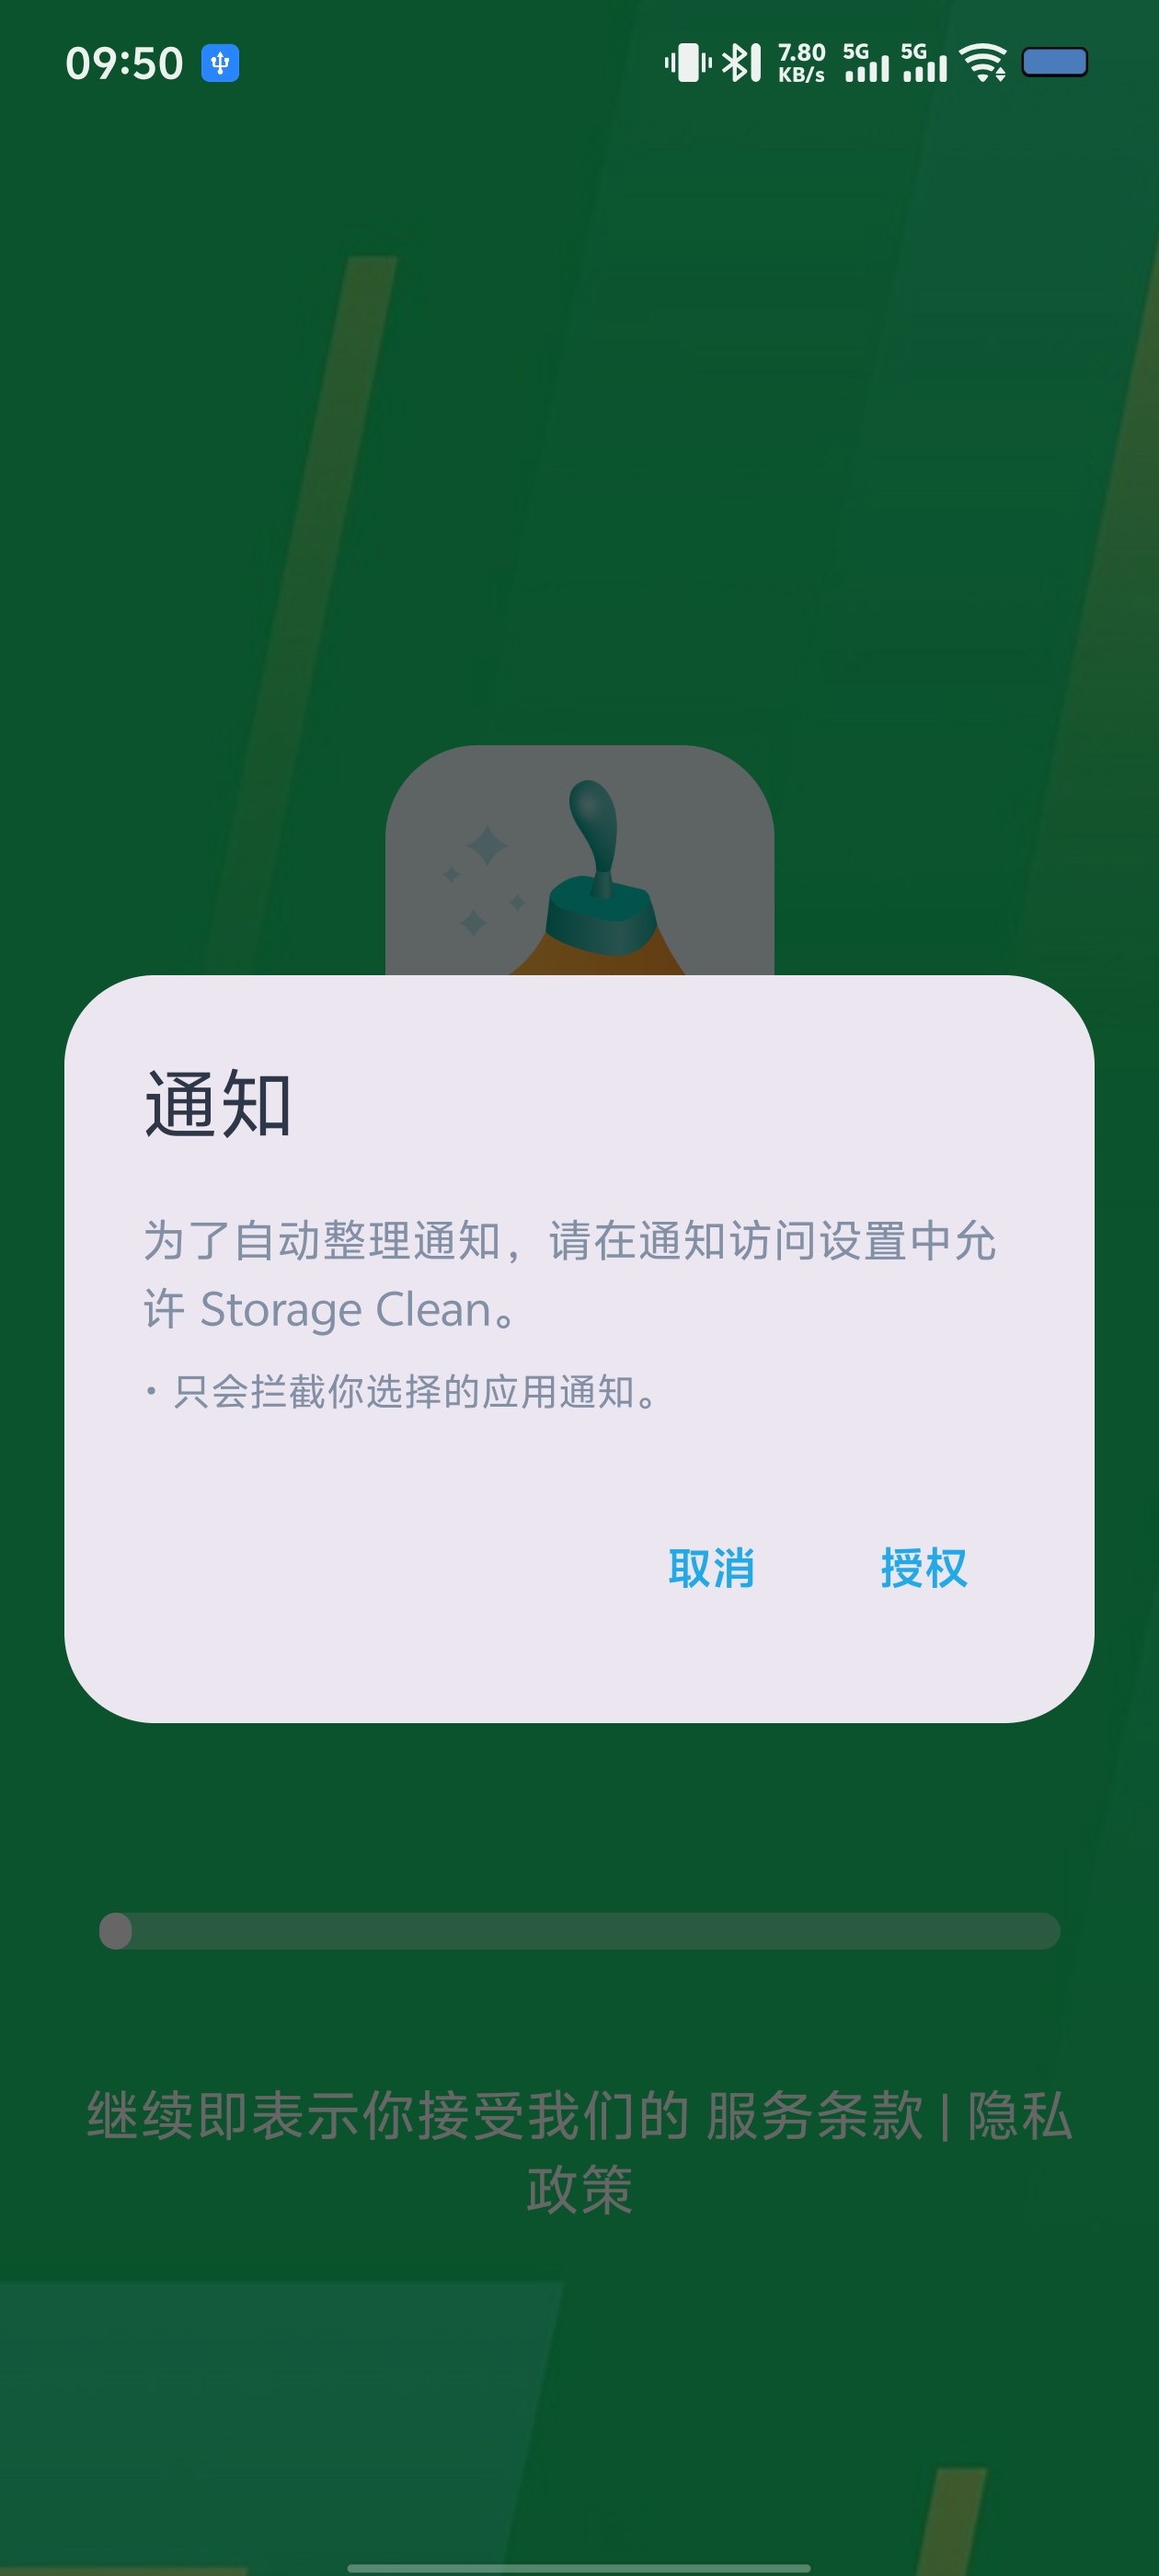 09:50
7.80
KB/s
5G
5G
通知
为了自动整理通知，请在通知访问设置中允
许 Storage Clean。
• 只会拦截你选择的应用通知。
取消
授权
继续即表示你接受我们的 服务条款 | 隐私
政策